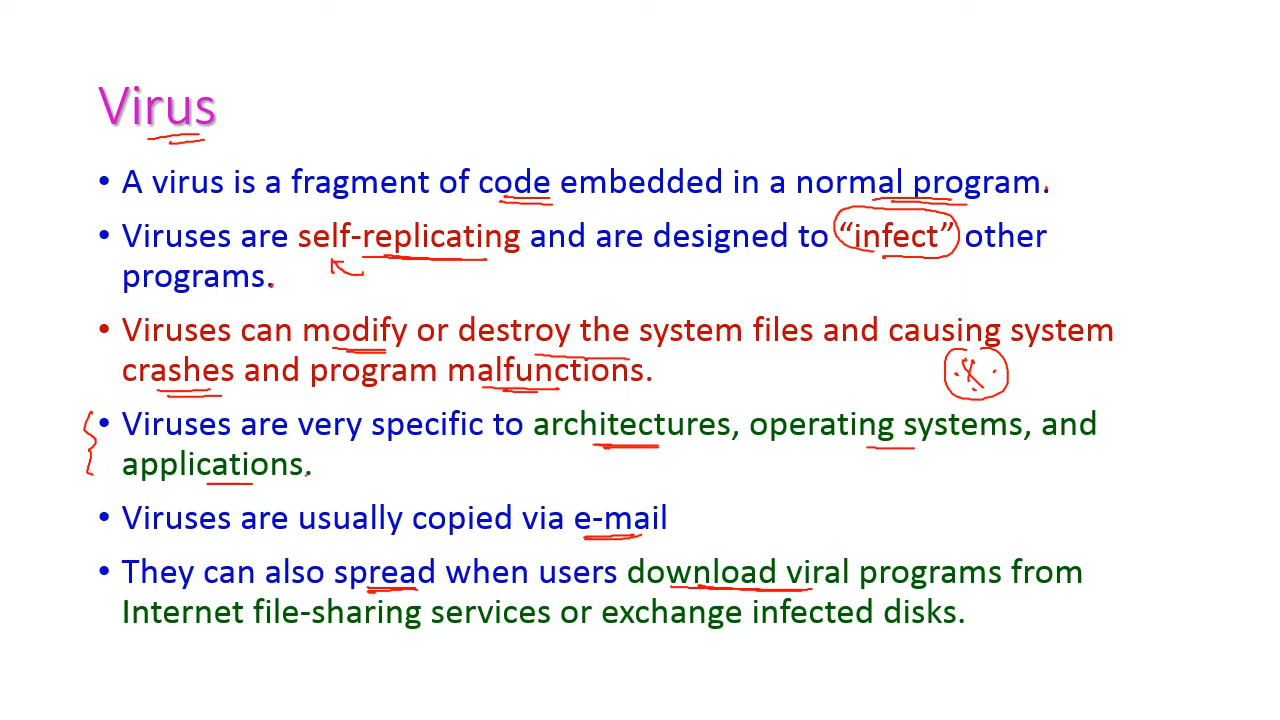 Virus
• A virus is a fragment of code embedded in a normal program.
• Viruses are self-replicating and are designed to “infect” other
programs.
• Viruses can modify or destroy the system files and causing system
crashes and program malfunctions.
• Viruses are very specific to architectures, operating systems, and
applications.
• Viruses are usually copied via e-mail
• They can also spread when users download viral programs from
Internet file-sharing services or exchange infected disks.